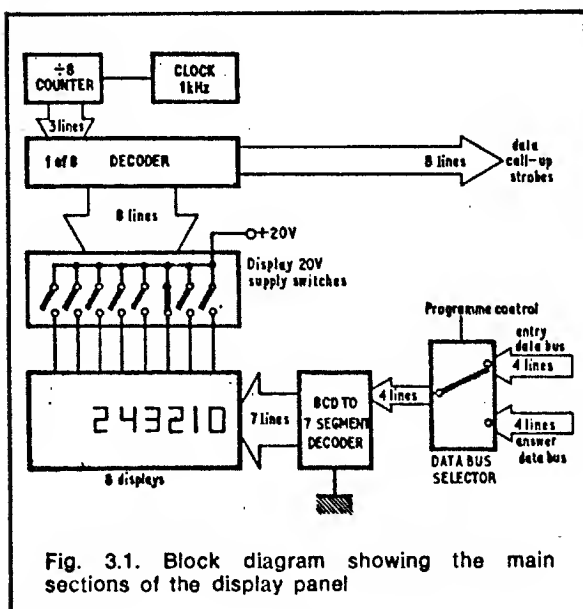 ÷8
COUNTER
CLOCK
1kHz
3 lines
1 of 8 DECODER
8 lines
data
call-up
strobes
8 lines
+20V
Display 20V
supply switches
Programme control
entry
data bus
4 lines
4 lines
answer
data bus
DATA BUS
SELECTOR
4 lines
BCD TO
7 SEGMENT
DECODER
7 lines
243210
8 displays
Fig. 3.1. Block diagram showing the main
sections of the display panel